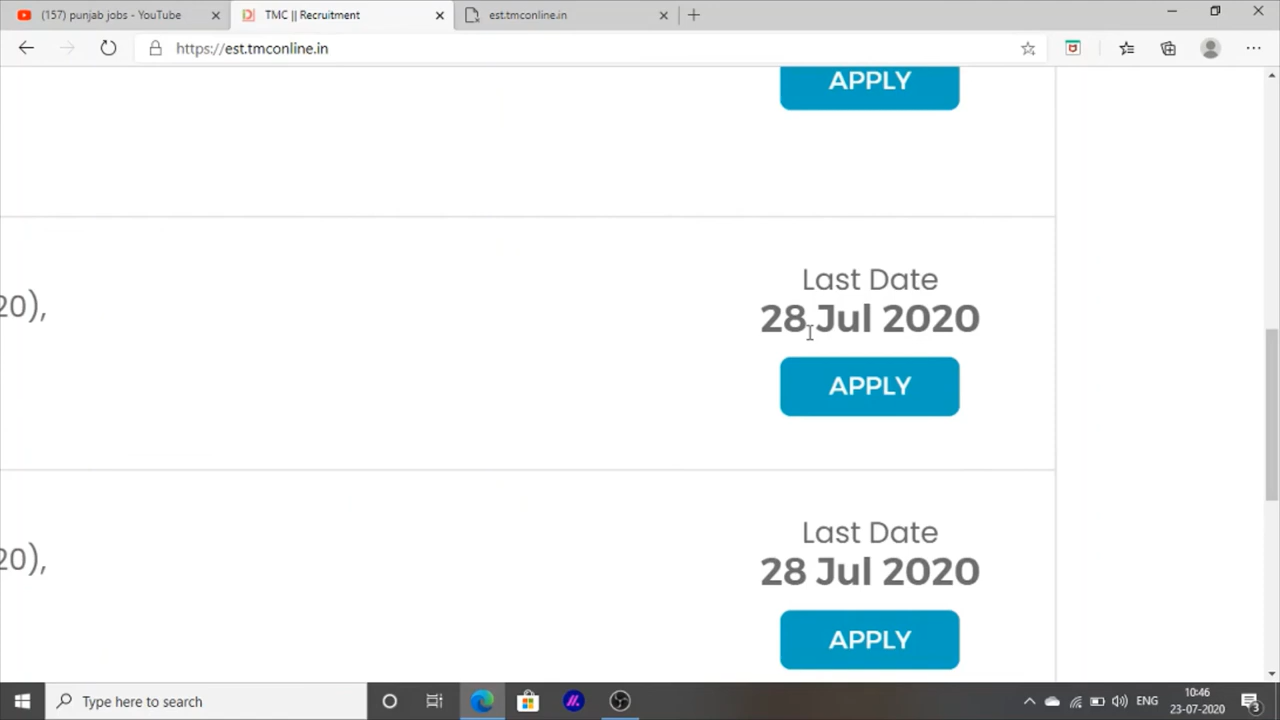 (157) punjab jobs - YouTube
TMC || Recruitment
est.tmconline.in
https://est.tmconline.in
APPLY
20),
Last Date
28 Jul 2020
APPLY
20),
Last Date
28 Jul 2020
APPLY
Type here to search
ENG
10:46
23-07-2020
3